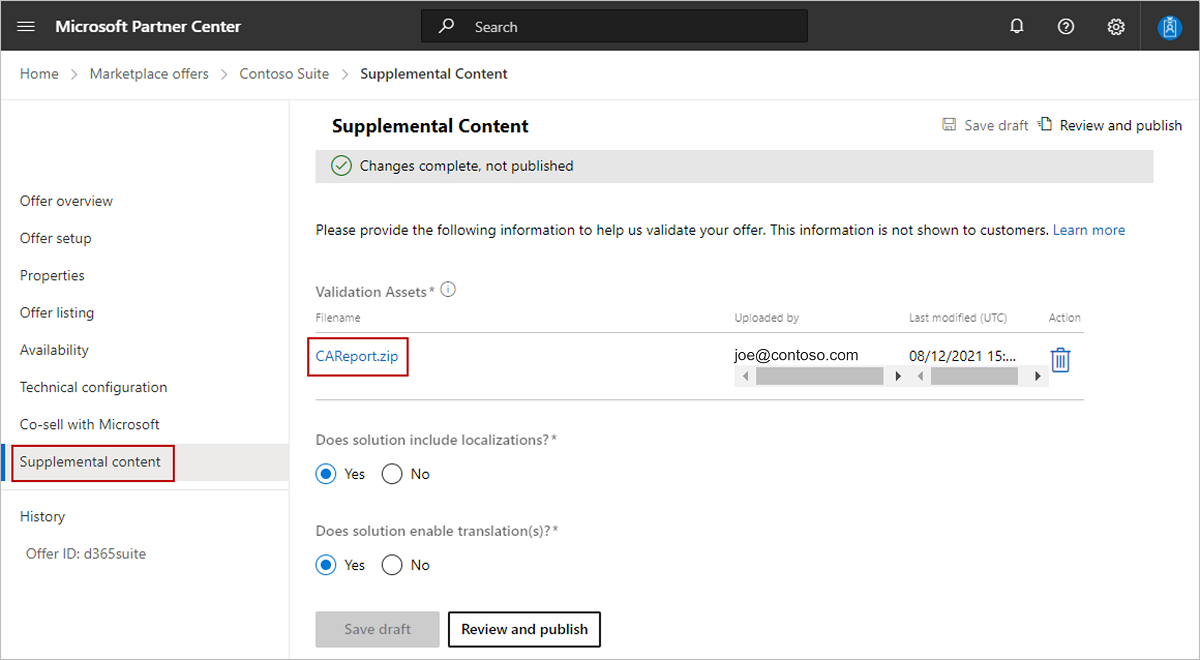 Microsoft Partner Center
Search
Home > Marketplace offers > Contoso Suite > Supplemental Content
Supplemental Content
Save draft
Review and publish
Changes complete, not published
Offer overview
Offer setup
Properties
Offer listing
Availability
Technical configuration
Co-sell with Microsoft
Supplemental content
History
Offer ID: d365suite
Please provide the following information to help us validate your offer. This information is not shown to customers. Learn more
Validation Assets*
Filename Uploaded by Last modified (UTC) Action
CAReport.zip joe@contoso.com 08/12/2021 15:...
Does solution include localizations?*
Yes No
Does solution enable translation(s)?*
Yes No
Save draft Review and publish